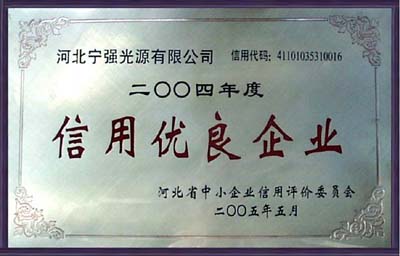 河北宁强光源有限公司 信用代码：41101035310016
二〇〇四年度
信用优良企业
河北省中小企业信用评价委员会
二〇〇五年五月